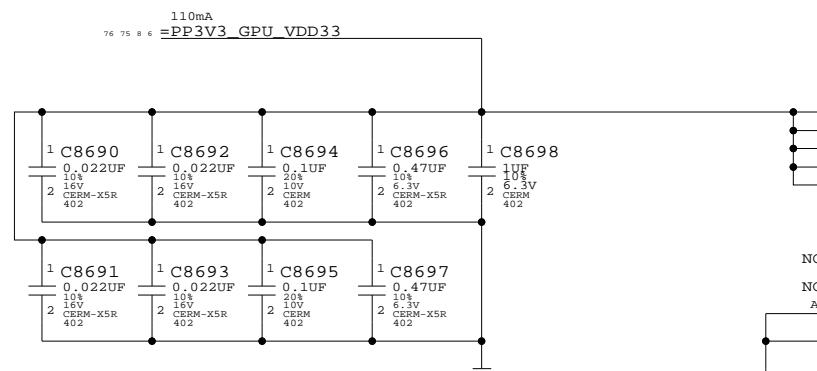 110mA
76 75 8 6 =PP3V3_GPU_VDD33
1 C8690
0.022UF
10%
16V
2 CERM-X5R
402
1 C8692
0.022UF
10%
16V
2 CERM-X5R
402
1 C8694
0.1UF
20%
10V
2 CERM
402
1 C8696
0.47UF
10%
6.3V
2 CERM-X5R
402
1 C8698
1UF
10%
6.3V
2 CERM
402
1 C8691
0.022UF
10%
16V
2 CERM-X5R
402
1 C8693
0.022UF
10%
16V
2 CERM-X5R
402
1 C8695
0.1UF
20%
10V
2 CERM
402
1 C8697
0.47UF
10%
6.3V
2 CERM-X5R
402